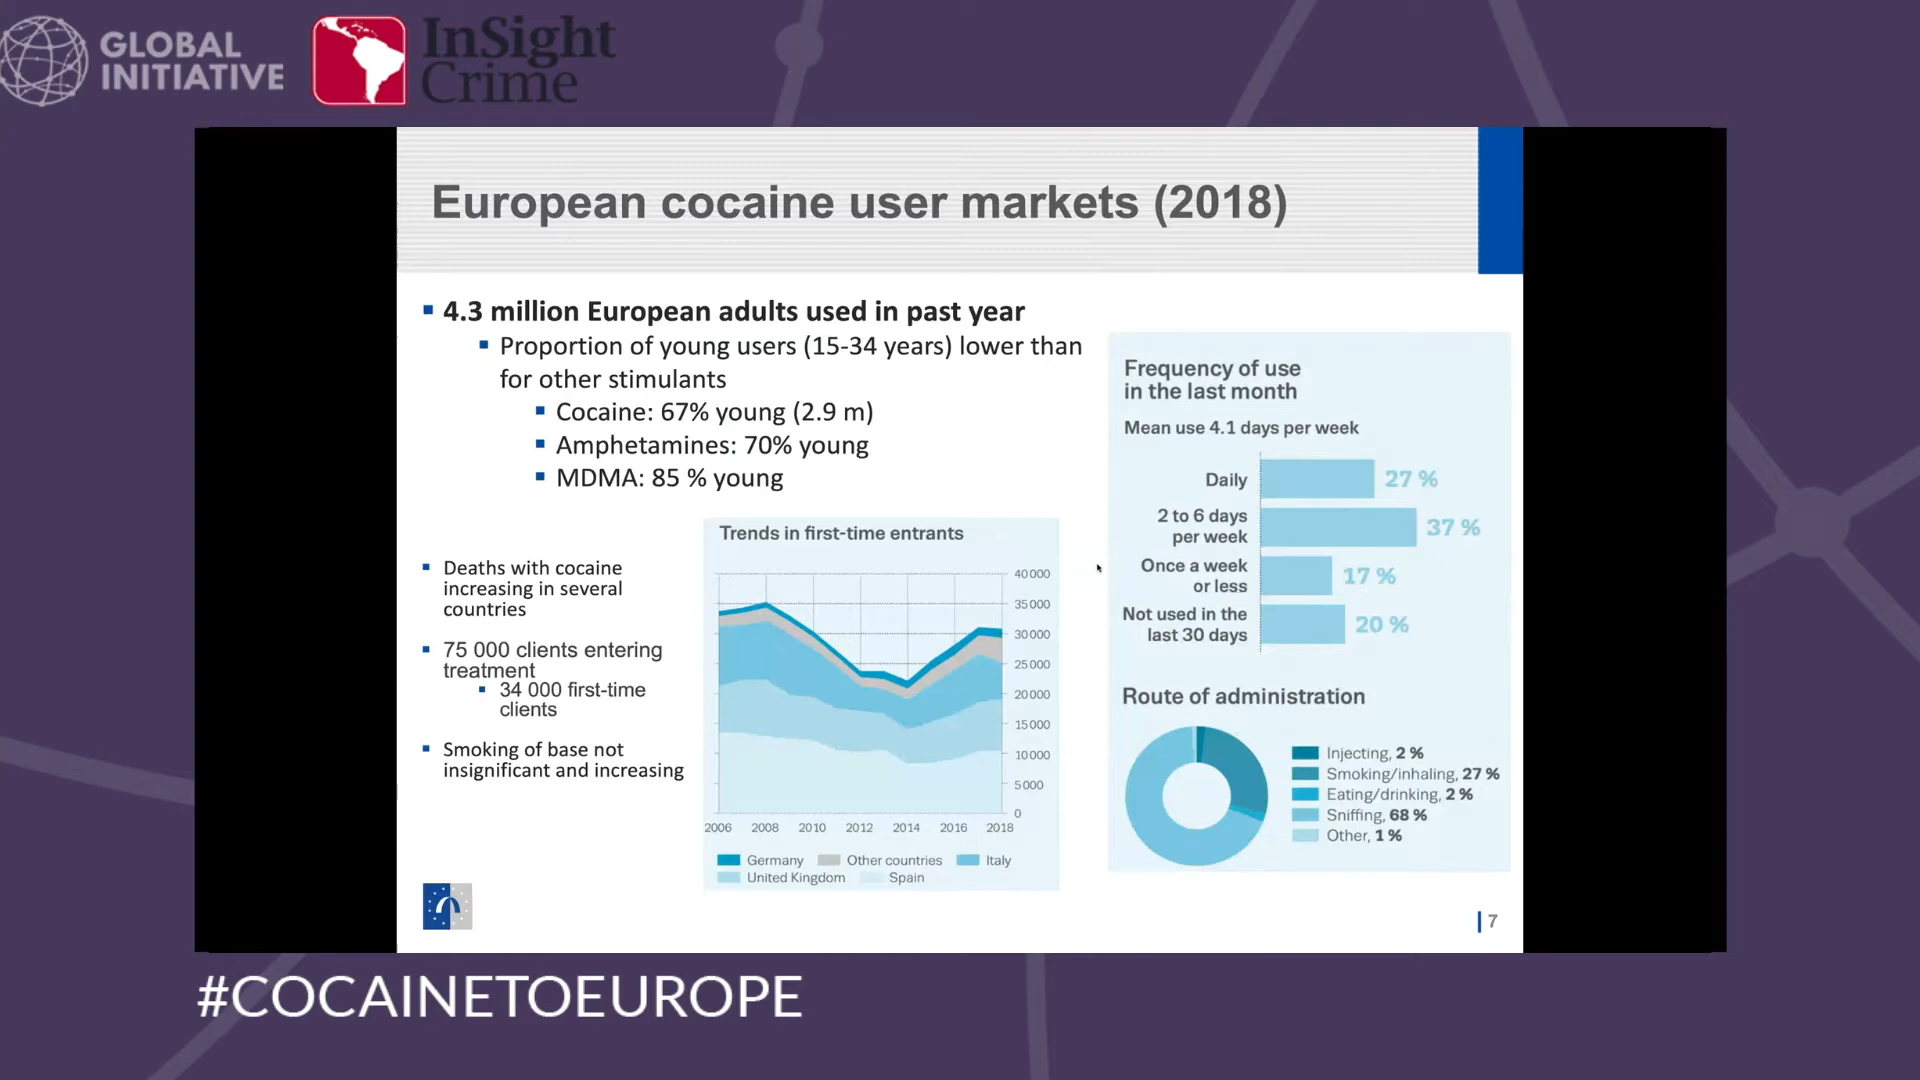 GLOBAL
INITIATIVE
InSight
Crime
European cocaine user markets (2018)
4.3 million European adults used in past year
Proportion of young users (15-34 years) lower than
for other stimulants
Cocaine: 67% young (2.9 m)
Amphetamines: 70% young
MDMA: 85 % young
Deaths with cocaine
increasing in several
countries
75 000 clients entering
treatment
34 000 first-time
clients
Smoking of base not
insignificant and increasing
Trends in first-time entrants
40 000
35 000
30 000
25 000
20 000
15 000
10 000
5 000
0
2006 2008 2010 2012 2014 2016 2018
Germany Other countries Italy
United Kingdom Spain
Frequency of use
in the last month
Mean use 4.1 days per week
Daily 27 %
2 to 6 days
per week 37 %
Once a week
or less 17 %
Not used in the
last 30 days 20 %
Route of administration
Injecting, 2 %
Smoking/inhaling, 27 %
Eating/drinking, 2 %
Sniffing, 68 %
Other, 1 %
7
#COCAINETOEUROPE